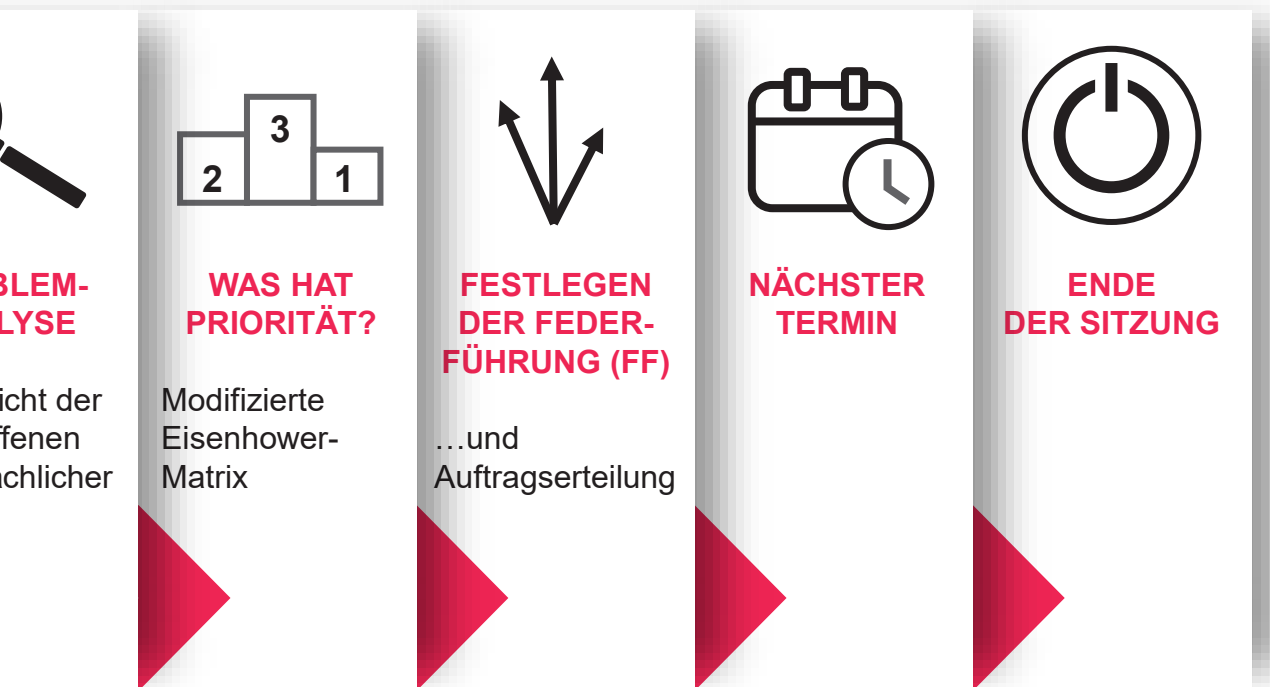 BLEM-
LYSE
icht der
ffenen
chlicher
2
3
1
WAS HAT
PRIORITÄT?
Modifizierte
Eisenhower-
Matrix
FESTLEGEN
DER FEDER-
FÜHRUNG (FF)
…und
Auftragserteilung
NÄCHSTER
TERMIN
ENDE
DER SITZUNG